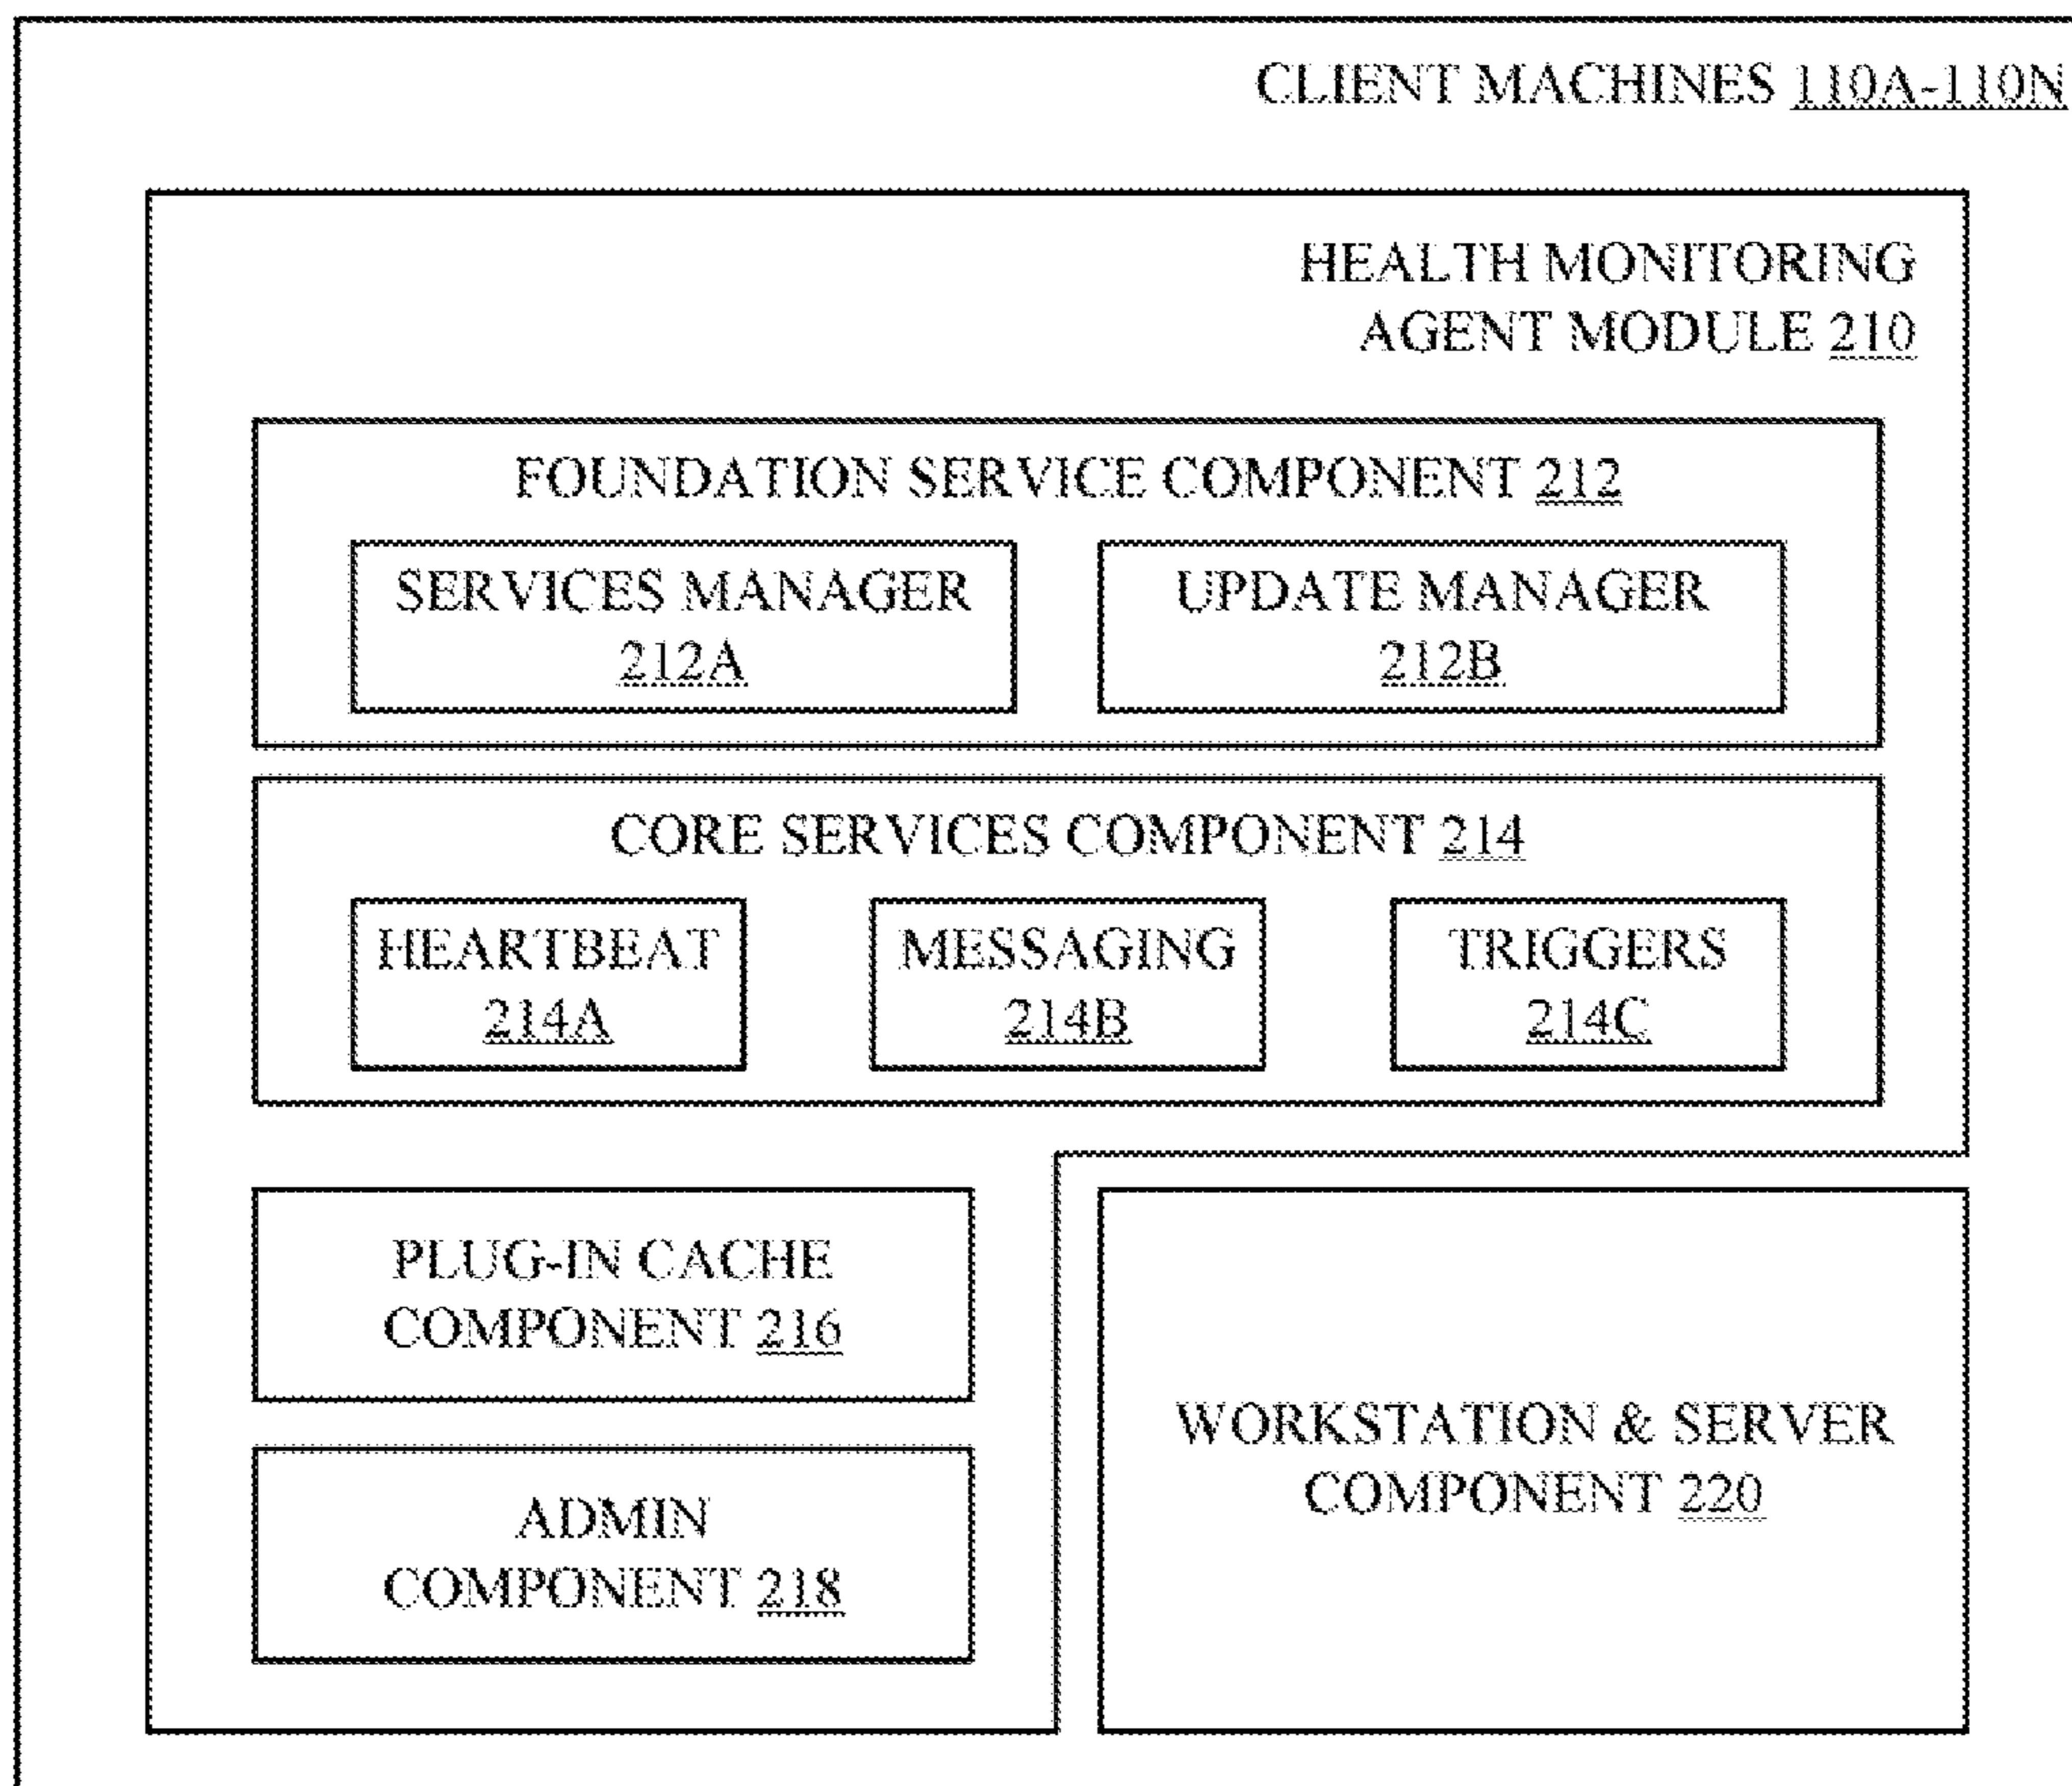 CLIENT MACHINES 110A-110N
HEALTH MONITORING
AGENT MODULE 210
FOUNDATION SERVICE COMPONENT 212
SERVICES MANAGER
212A
UPDATE MANAGER
212B
CORE SERVICES COMPONENT 214
HEARTBEAT
214A
MESSAGING
214B
TRIGGERS
214C
PLUG-IN CACHE
COMPONENT 216
ADMIN
COMPONENT 218
WORKSTATION & SERVER
COMPONENT 220